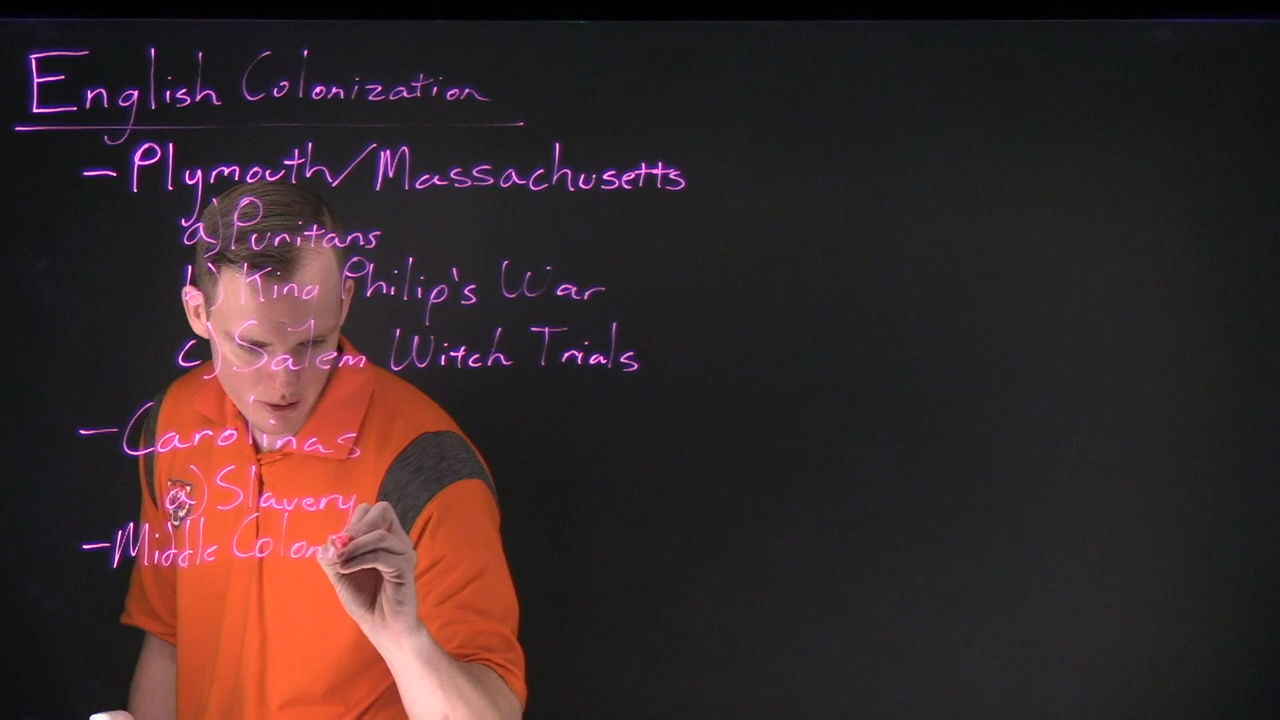 English Colonization
- Plymouth/Massachusetts
a) Puritans
b) King Philip's War
c) Salem Witch Trials
- Carolinas
a) Slavery
- Middle Coloni